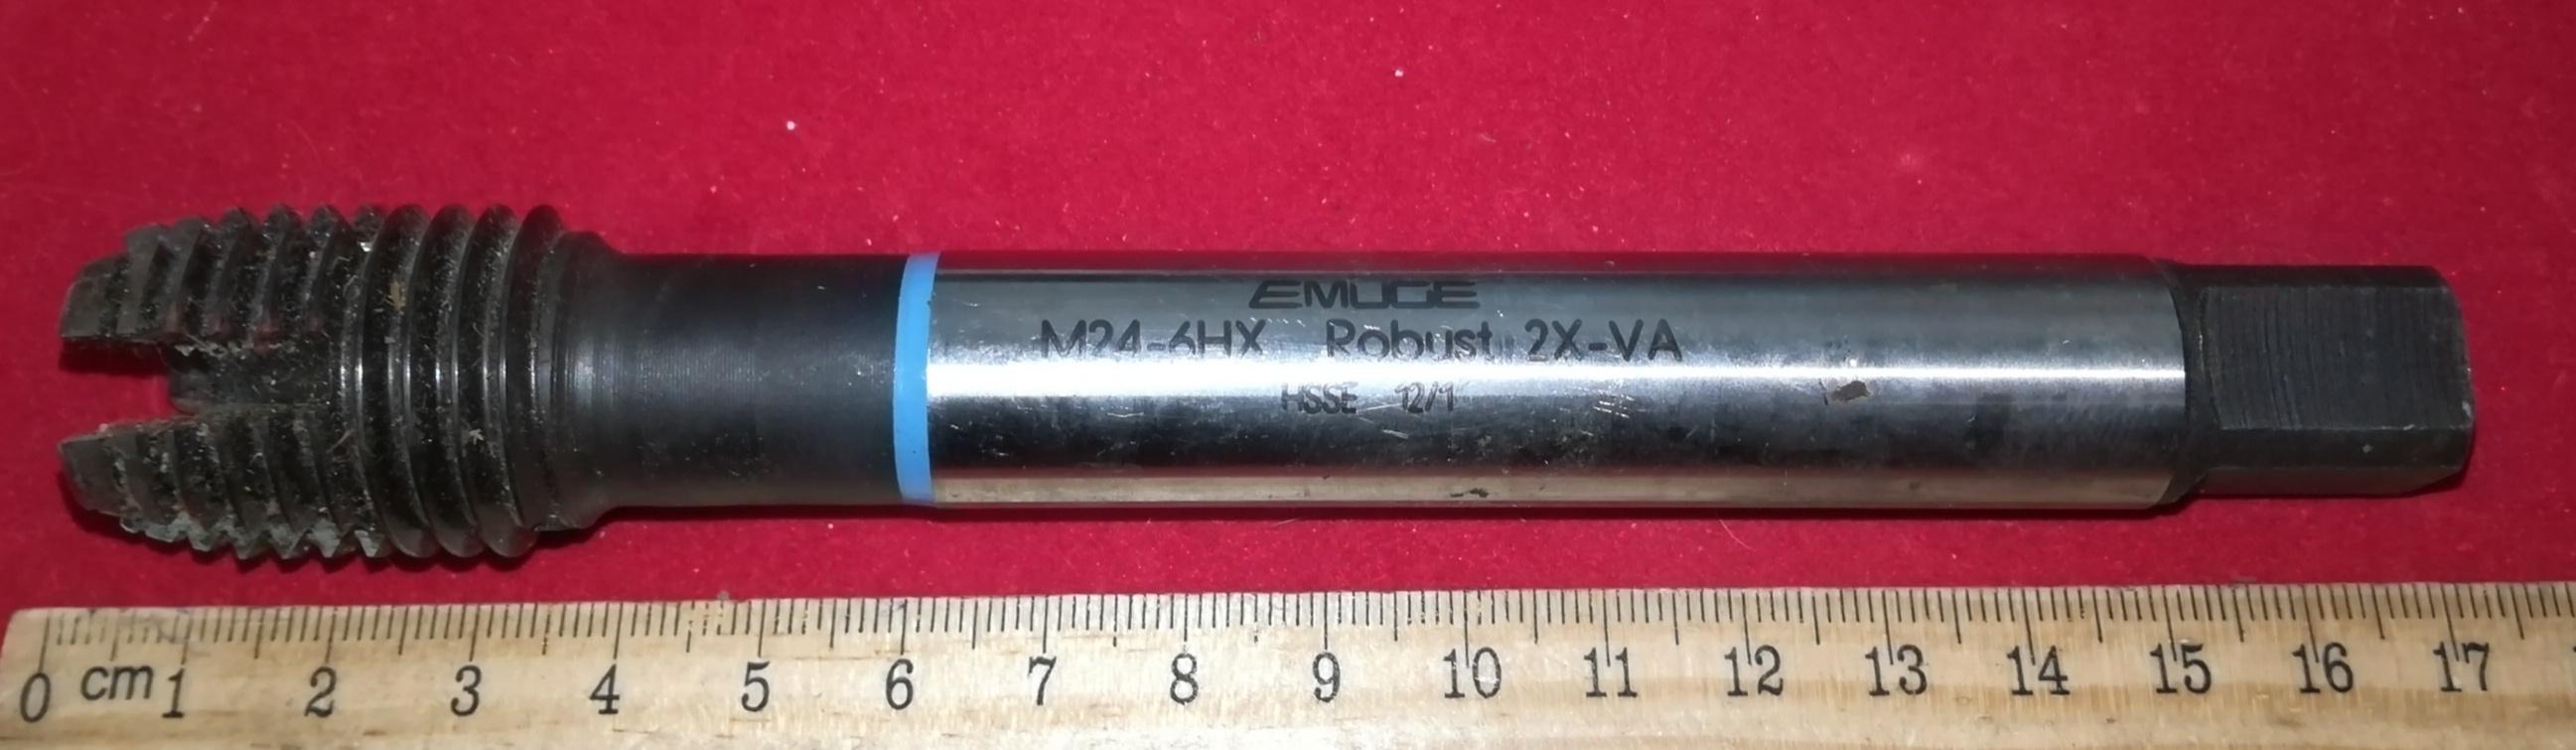 EMUGE
M24-6HX Robust 2X-VA
HSSE 12/1
0 cm 1 2 3 4 5 6 7 8 9 10 11 12 13 14 15 16 17